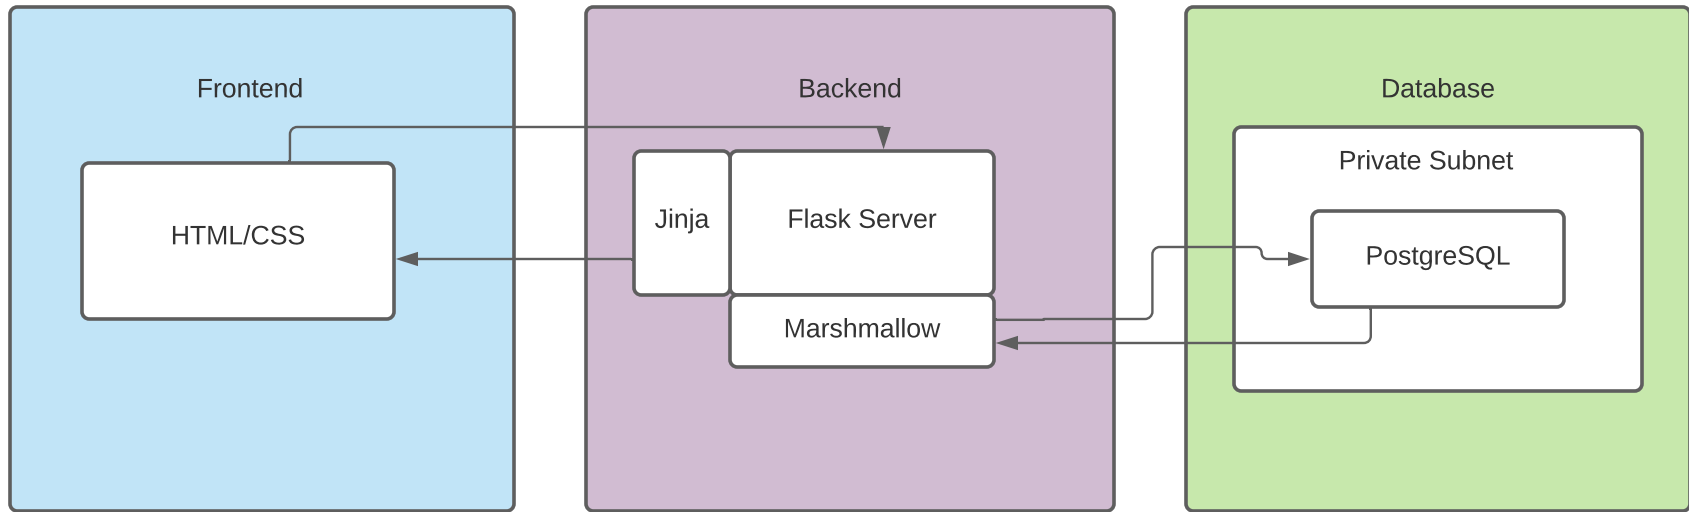 Frontend
Backend
Database
Private Subnet
HTML/CSS
Jinja
Flask Server
PostgreSQL
Marshmallow